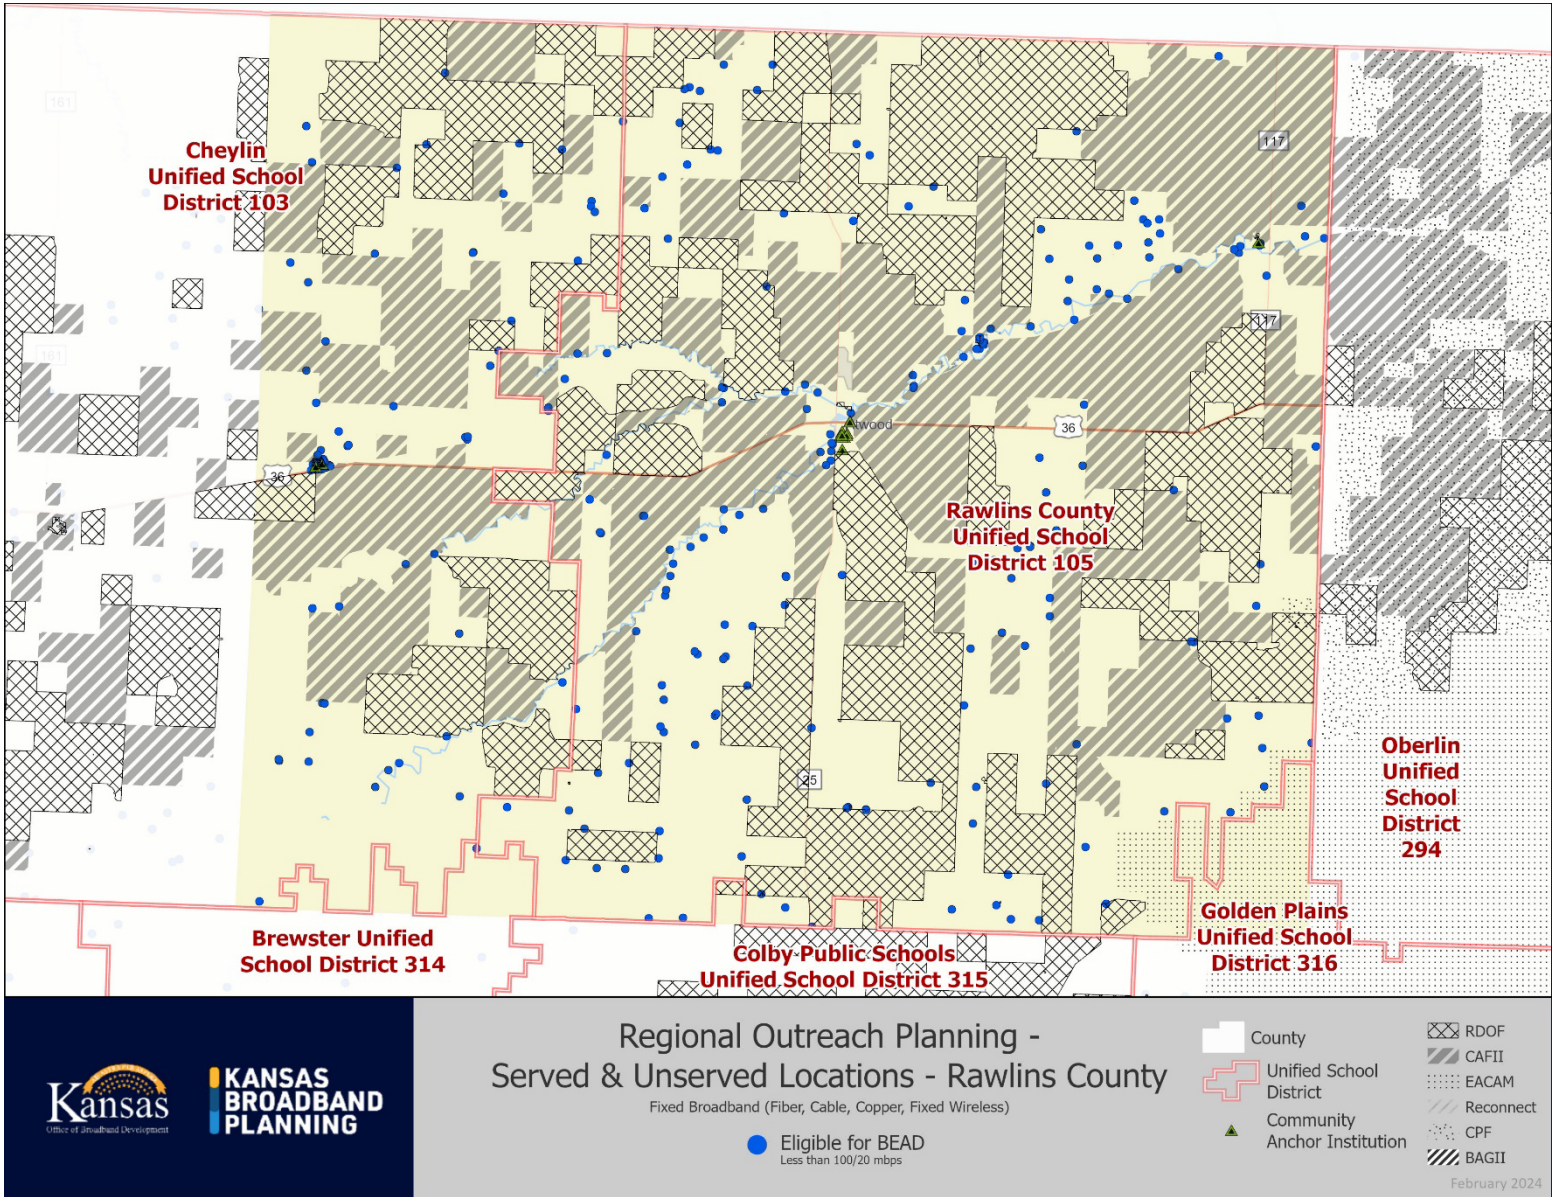 161
117
Cheylin
Unified School
District 103
181
117
twood
36
36
Rawlins County
Unified School
District 105
25
Oberlin
Unified
School
District
294
Golden Plains
Unified School
District 316
Brewster Unified
School District 314
Colby Public Schools
Unified School District 315
Kansas
Office of Broadband Development
KANSAS
BROADBAND
PLANNING
Regional Outreach Planning -
Served & Unserved Locations - Rawlins County
Fixed Broadband (Fiber, Cable, Copper, Fixed Wireless)
Eligible for BEAD
Less than 100/20 mbps
County
Unified School
District
Community
Anchor Institution
RDOF
CAFII
EACAM
Reconnect
CPF
BAGII
February 2024